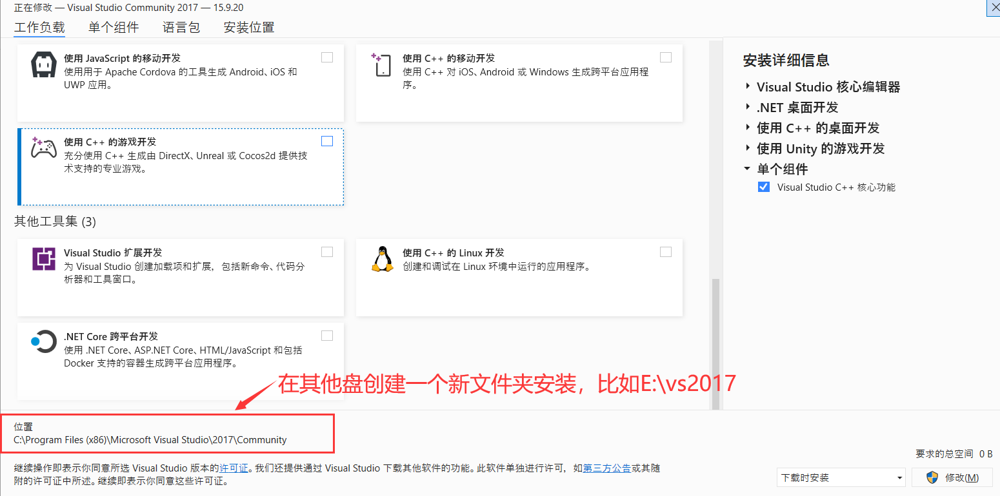 正在修改 — Visual Studio Community 2017 — 15.9.20
工作负载 单个组件 语言包 安装位置
使用 JavaScript 的移动开发
使用用于 Apache Cordova 的工具生成 Android、iOS 和
UWP 应用。
使用 C++ 的移动开发
使用 C++ 对 iOS、Android 或 Windows 生成跨平台应用程
序。
使用 C++ 的游戏开发
充分使用 C++ 生成由 DirectX、Unreal 或 Cocos2d 提供技
术支持的专业游戏。
其他工具集 (3)
Visual Studio 扩展开发
为 Visual Studio 创建加载项和扩展，包括新命令、代码分
析器和工具窗口。
使用 C++ 的 Linux 开发
创建和调试在 Linux 环境中运行的应用程序。
.NET Core 跨平台开发
使用 .NET Core、ASP.NET Core、HTML/JavaScript 和包括
Docker 支持的容器生成跨平台应用程序。
在其他盘创建一个新文件夹安装，比如E:\vs2017
安装详细信息
Visual Studio 核心编辑器
.NET 桌面开发
使用 C++ 的桌面开发
使用 Unity 的游戏开发
单个组件
Visual Studio C++ 核心功能
位置
C:\Program Files (x86)\Microsoft Visual Studio\2017\Community
继续操作即表示你同意所选 Visual Studio 版本的许可证。我们还提供通过 Visual Studio 下载其他软件的功能。此软件单独进行许可，如第三方公告或其随
附的许可证中所述。继续即表示你同意这些许可证。
要求的总空间 0 B
下载时安装
修改(M)